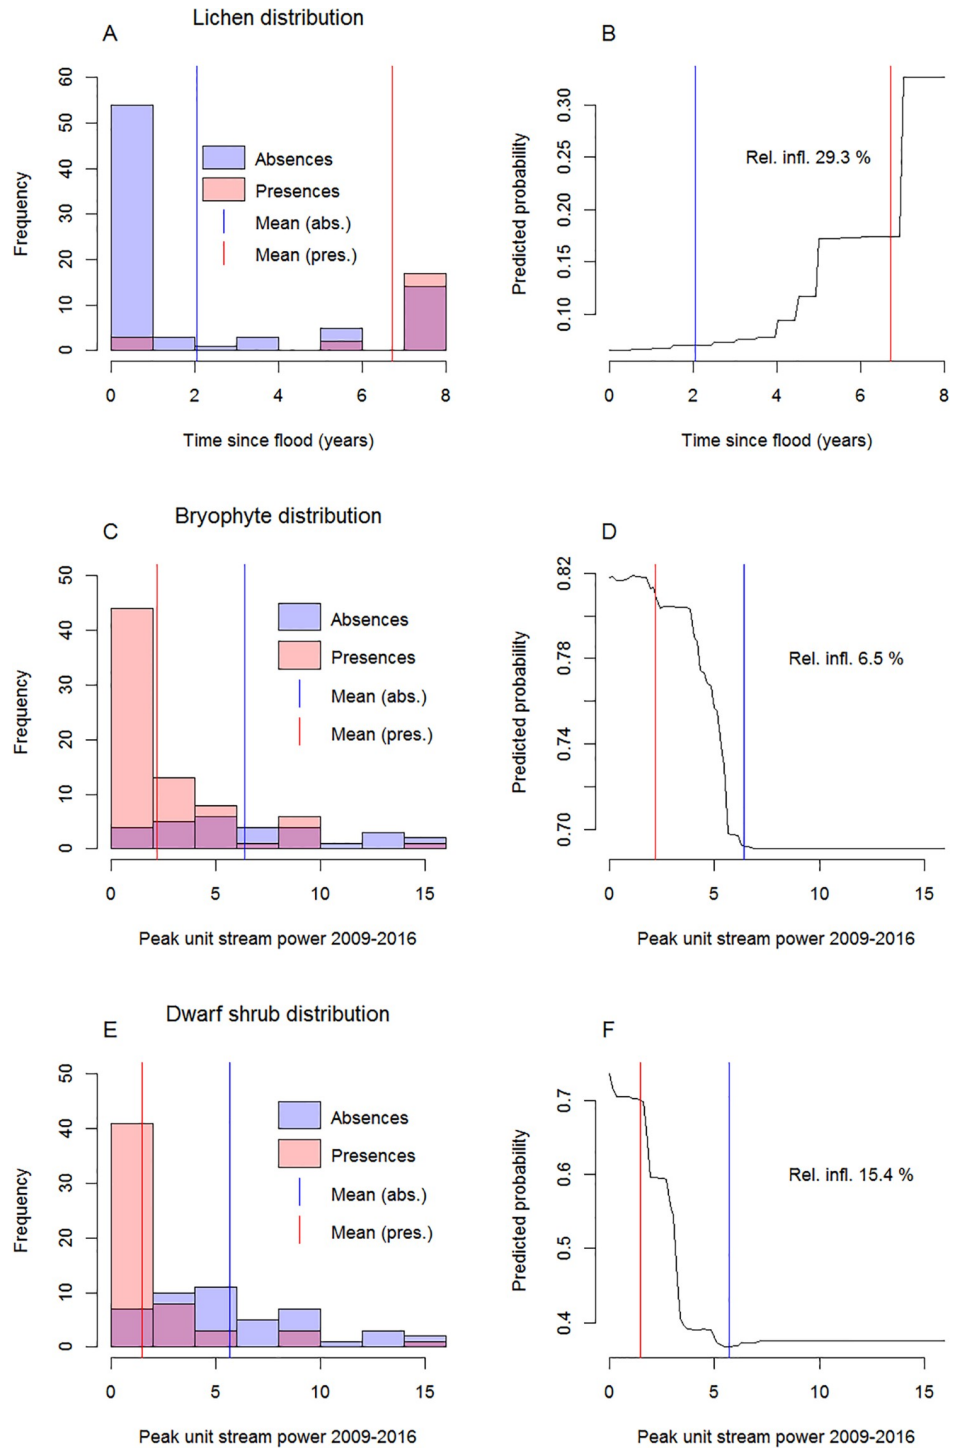 Lichen distribution
A
B
60
50
40
30
20
10
0
Frequency
Absences
Presences
Mean (abs.)
Mean (pres.)
0 2 4 6 8
Time since flood (years)
0.30
0.25
0.20
0.15
0.10
Predicted probability
Rel. infl. 29.3 %
0 2 4 6 8
Time since flood (years)
Bryophyte distribution
C
D
50
40
30
20
10
0
Frequency
Absences
Presences
Mean (abs.)
Mean (pres.)
0 5 10 15
Peak unit stream power 2009-2016
0.82
0.78
0.74
0.70
Predicted probability
Rel. infl. 6.5 %
0 5 10 15
Peak unit stream power 2009-2016
Dwarf shrub distribution
E
F
50
40
30
20
10
0
Frequency
Absences
Presences
Mean (abs.)
Mean (pres.)
0 5 10 15
Peak unit stream power 2009-2016
0.7
0.6
0.5
0.4
Predicted probability
Rel. infl. 15.4 %
0 5 10 15
Peak unit stream power 2009-2016